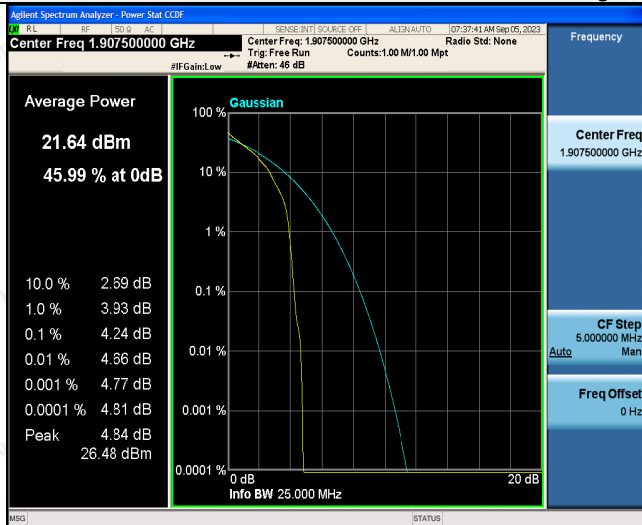 Agilent Spectrum Analyzer - Power Stat CCDF
RL RF 50 Ω AC SENSE:INT SOURCE OFF ALIGNAUTO 07:37:41 AM Sep 05, 2023
Center Freq 1.907500000 GHz
Center Freq: 1.907500000 GHz Radio Std: None
Trig: Free Run Counts:1.00 M/1.00 Mpt
#IFGain:Low #Atten: 46 dB
Frequency
Average Power
21.64 dBm
45.99 % at 0dB
10.0 % 2.69 dB
1.0 % 3.93 dB
0.1 % 4.24 dB
0.01 % 4.66 dB
0.001 % 4.77 dB
0.0001 % 4.81 dB
Peak 4.84 dB
26.48 dBm
Gaussian
100 %
10 %
1 %
0.1 %
0.01 %
0.001 %
0.0001 %
0 dB 20 dB
Info BW 25.000 MHz
Center Freq
1.907500000 GHz
CF Step
5.000000 MHz
Auto Man
Freq Offset
0 Hz
MSG STATUS